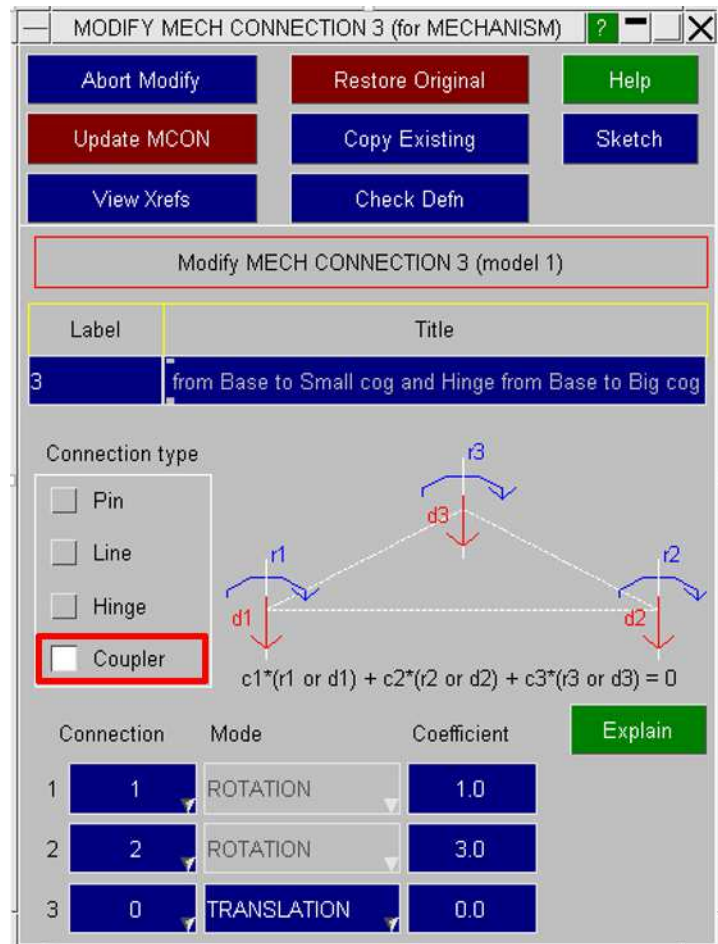 MODIFY MECH CONNECTION 3 (for MECHANISM) ?
Abort Modify Restore Original Help
Update MCON Copy Existing Sketch
View Xrefs Check Defn
Modify MECH CONNECTION 3 (model 1)
Label Title
3 from Base to Small cog and Hinge from Base to Big cog
Connection type
Pin
Line
Hinge
Coupler
r3
d3
r1
d1
r2
d2
c1*(r1 or d1) + c2*(r2 or d2) + c3*(r3 or d3) = 0
Explain
Connection Mode Coefficient
1 1 ROTATION 1.0
2 2 ROTATION 3.0
3 0 TRANSLATION 0.0